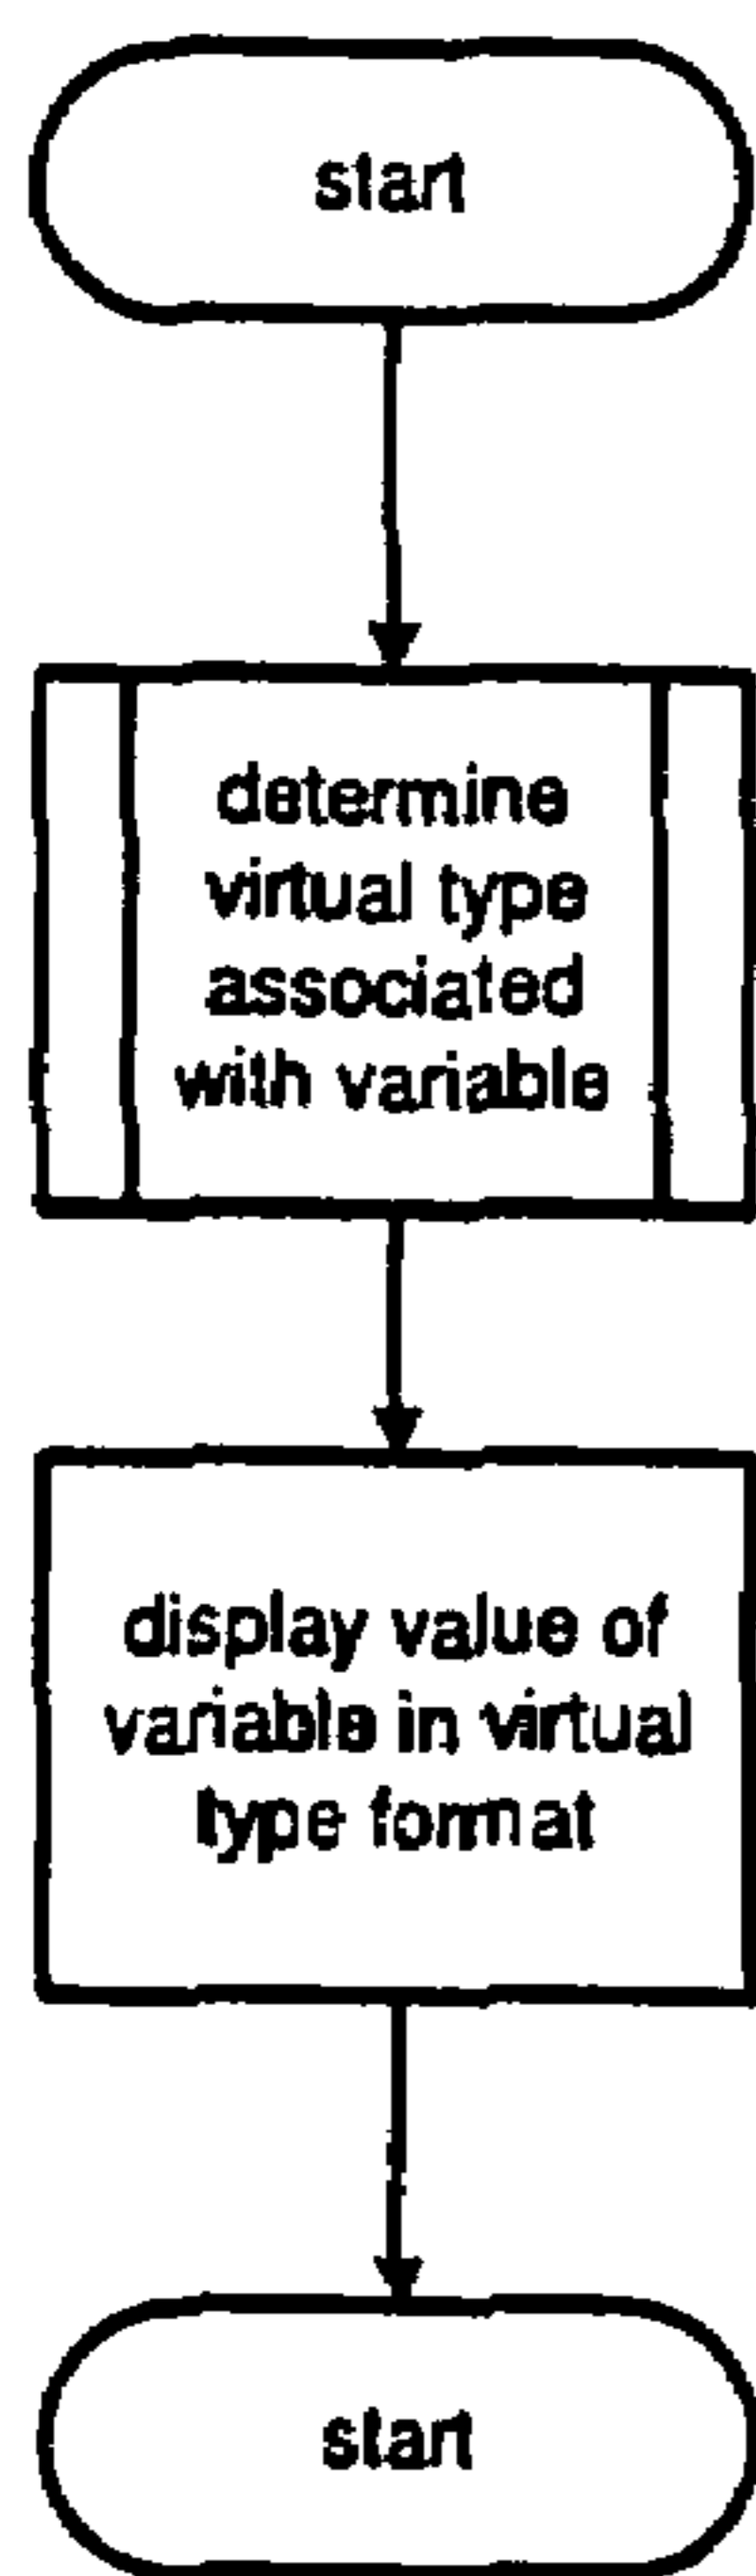 start
determine
virtual type
associated
with variable
display value of
variable in virtual
type format
start